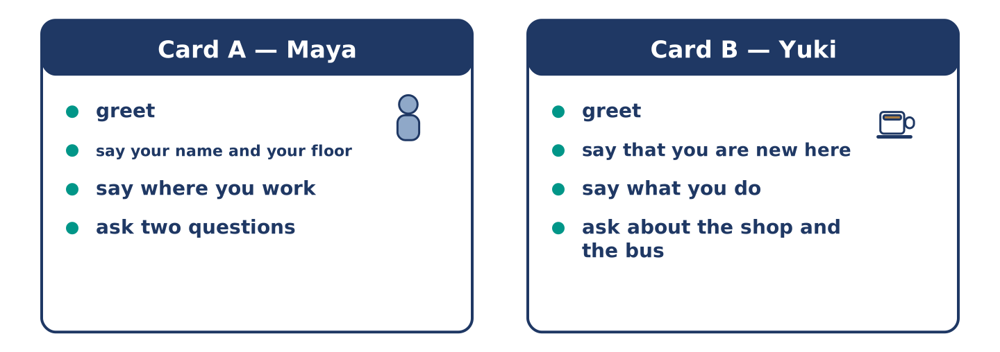 Card A — Maya
greet
say your name and your floor
say where you work
ask two questions
Card B — Yuki
greet
say that you are new here
say what you do
ask about the shop and
the bus